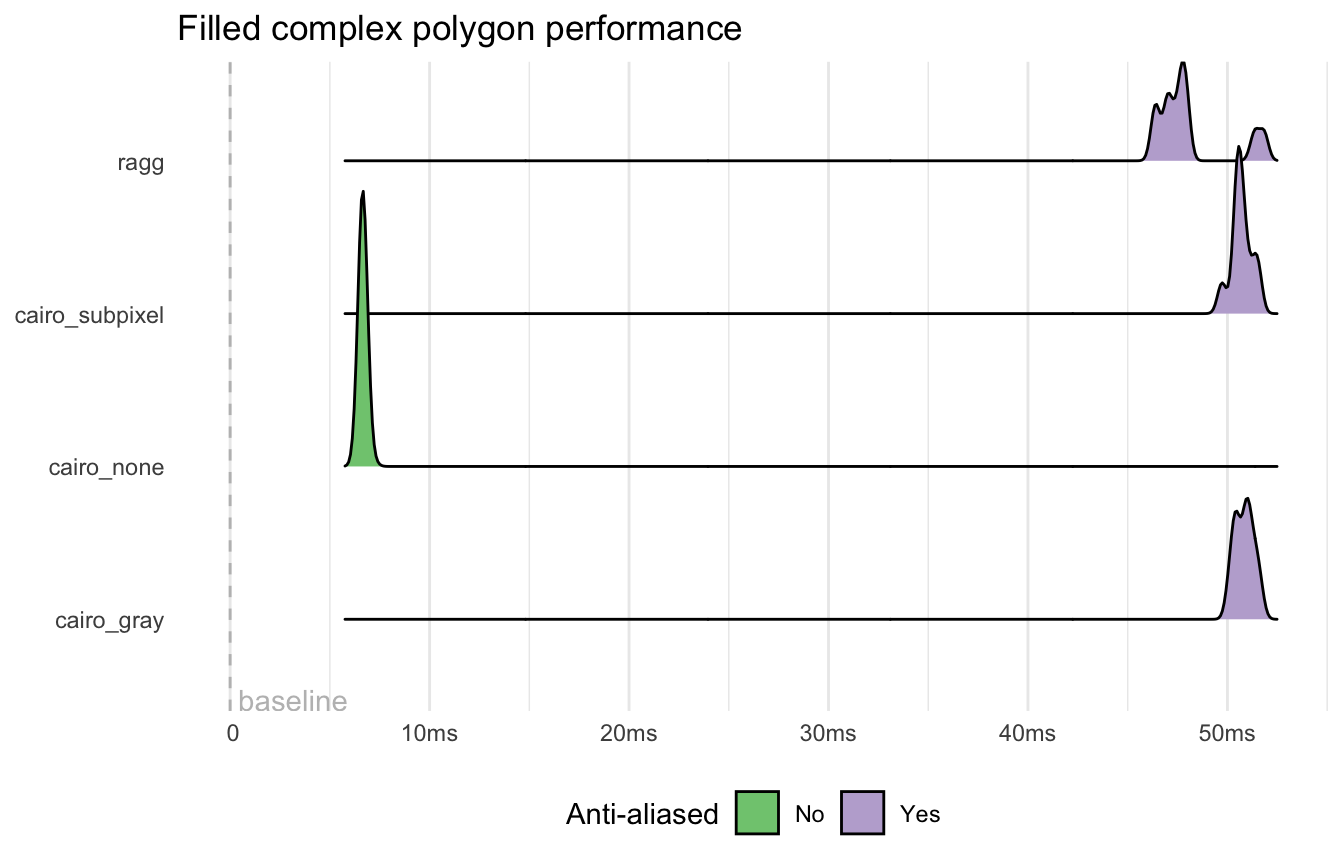 Filled complex polygon performance
ragg
cairo_subpixel
cairo_none
cairo_gray
baseline
0 10ms 20ms 30ms 40ms 50ms
Anti-aliased No Yes